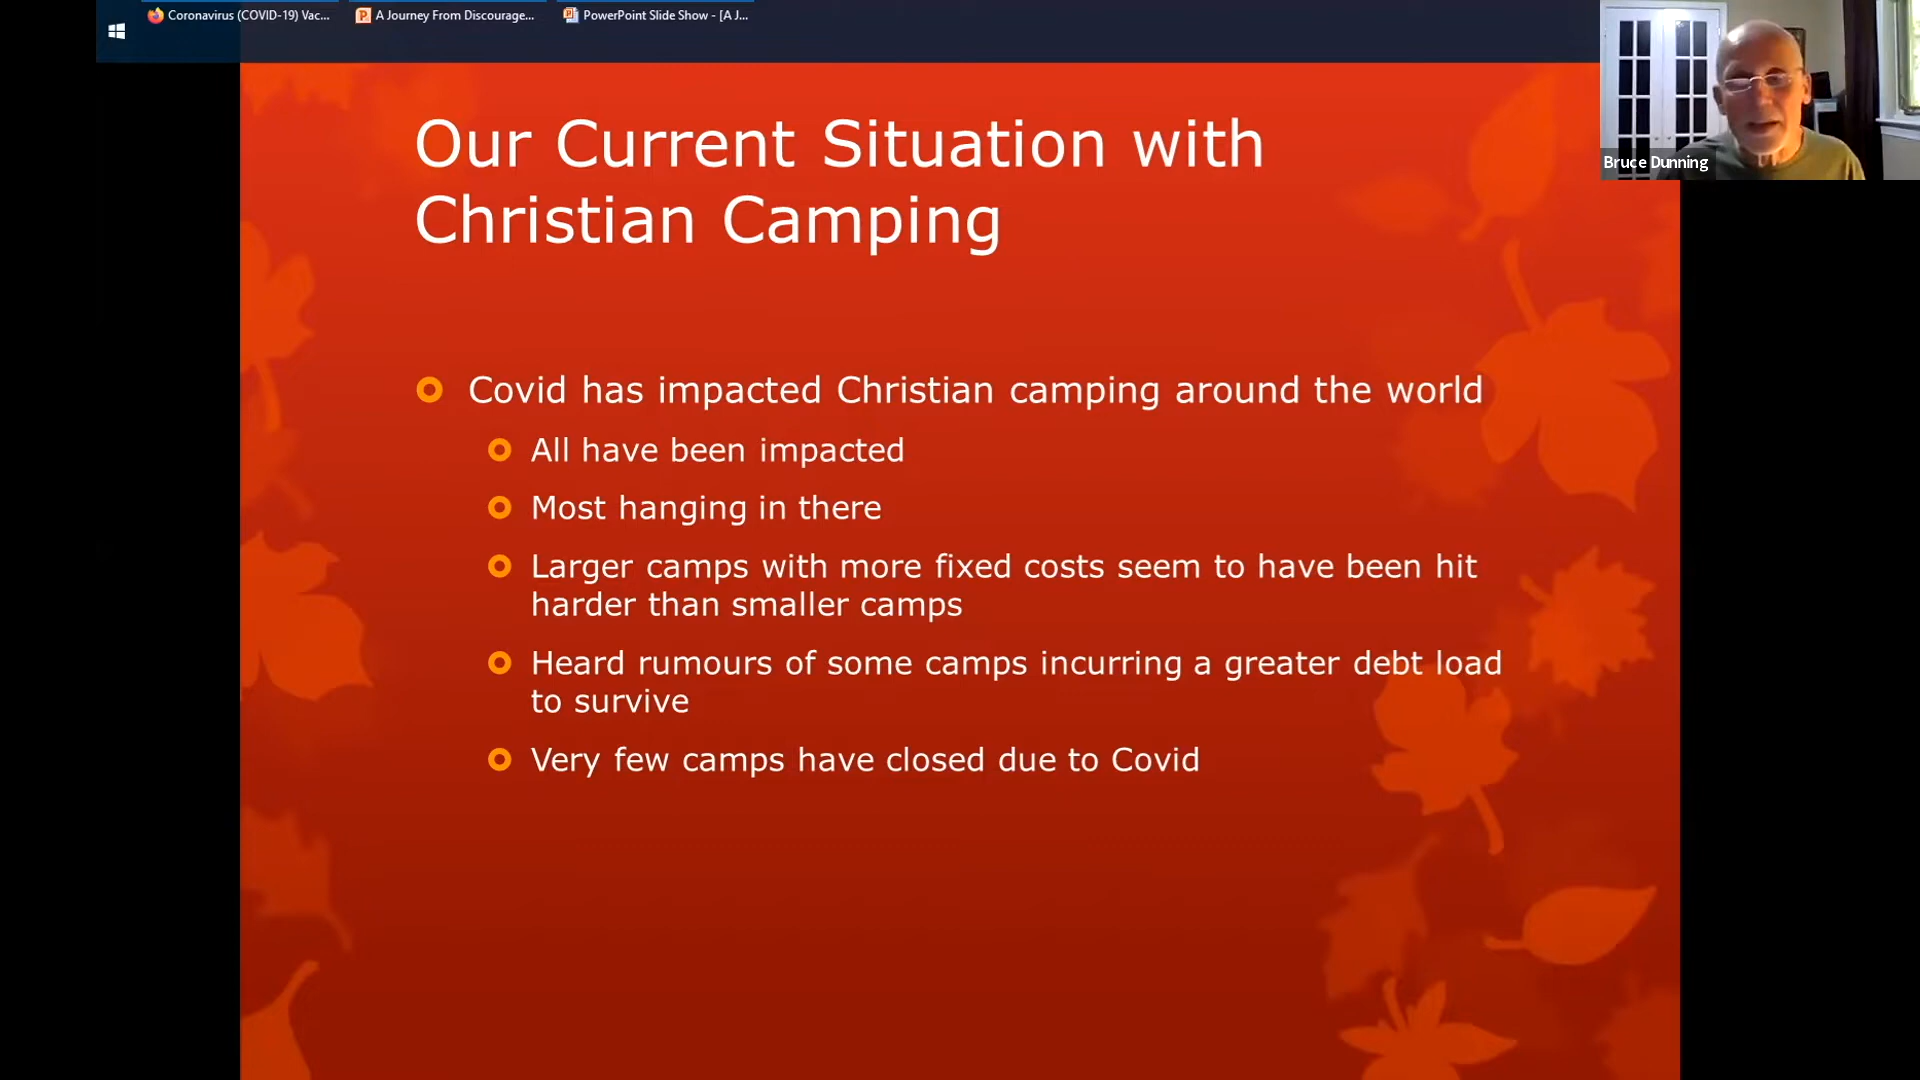 Coronavirus (COVID-19) Vac...
A Journey From Discourage...
PowerPoint Slide Show - [A J...
Bruce Dunning
Our Current Situation with
Christian Camping
Covid has impacted Christian camping around the world
All have been impacted
Most hanging in there
Larger camps with more fixed costs seem to have been hit
harder than smaller camps
Heard rumours of some camps incurring a greater debt load
to survive
Very few camps have closed due to Covid